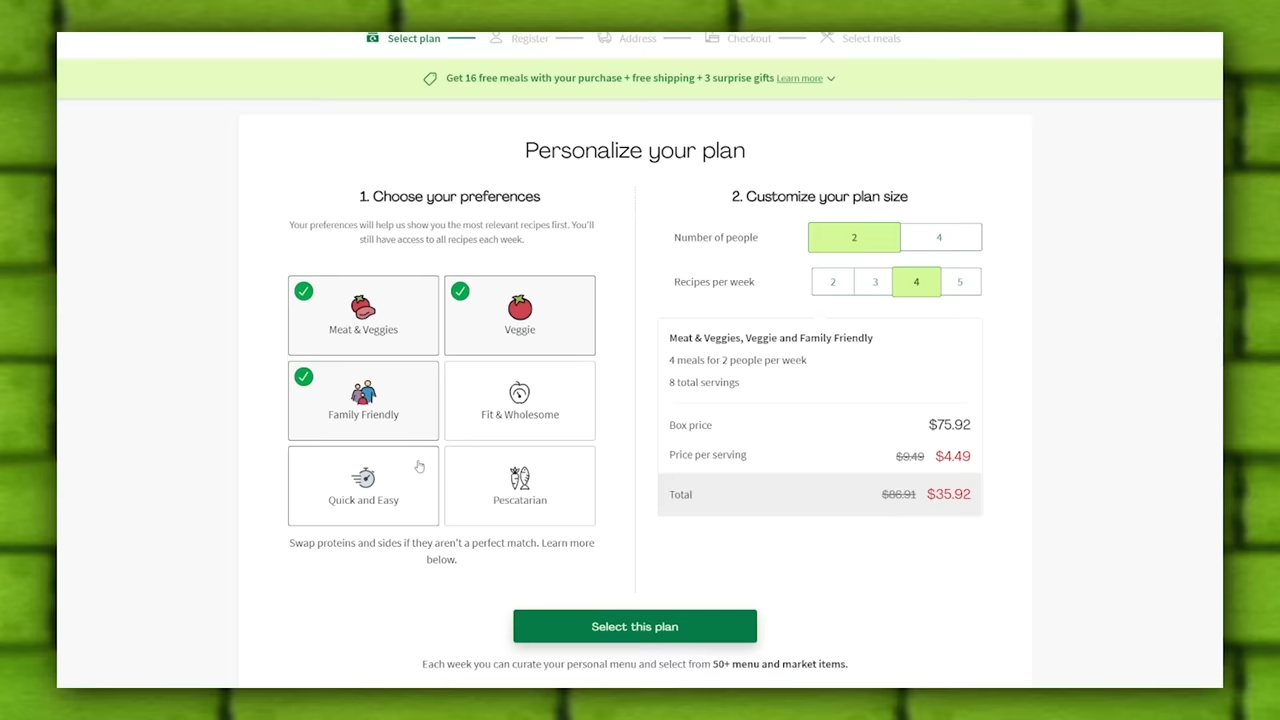 Select plan
Register
Address
Checkout
Select meals
Get 16 free meals with your purchase + free shipping + 3 surprise gifts Learn more
Personalize your plan
1. Choose your preferences
Your preferences will help us show you the most relevant recipes first. You'll
still have access to all recipes each week.
Meat & Veggies
Veggie
Family Friendly
Fit & Wholesome
Quick and Easy
Pescatarian
Swap proteins and sides if they aren't a perfect match. Learn more
below.
2. Customize your plan size
Number of people
2
4
Recipes per week
2
3
4
5
Meat & Veggies, Veggie and Family Friendly
4 meals for 2 people per week
8 total servings
Box price
$75.92
Price per serving
$9.49 $4.49
Total
$86.91 $35.92
Select this plan
Each week you can curate your personal menu and select from 50+ menu and market items.